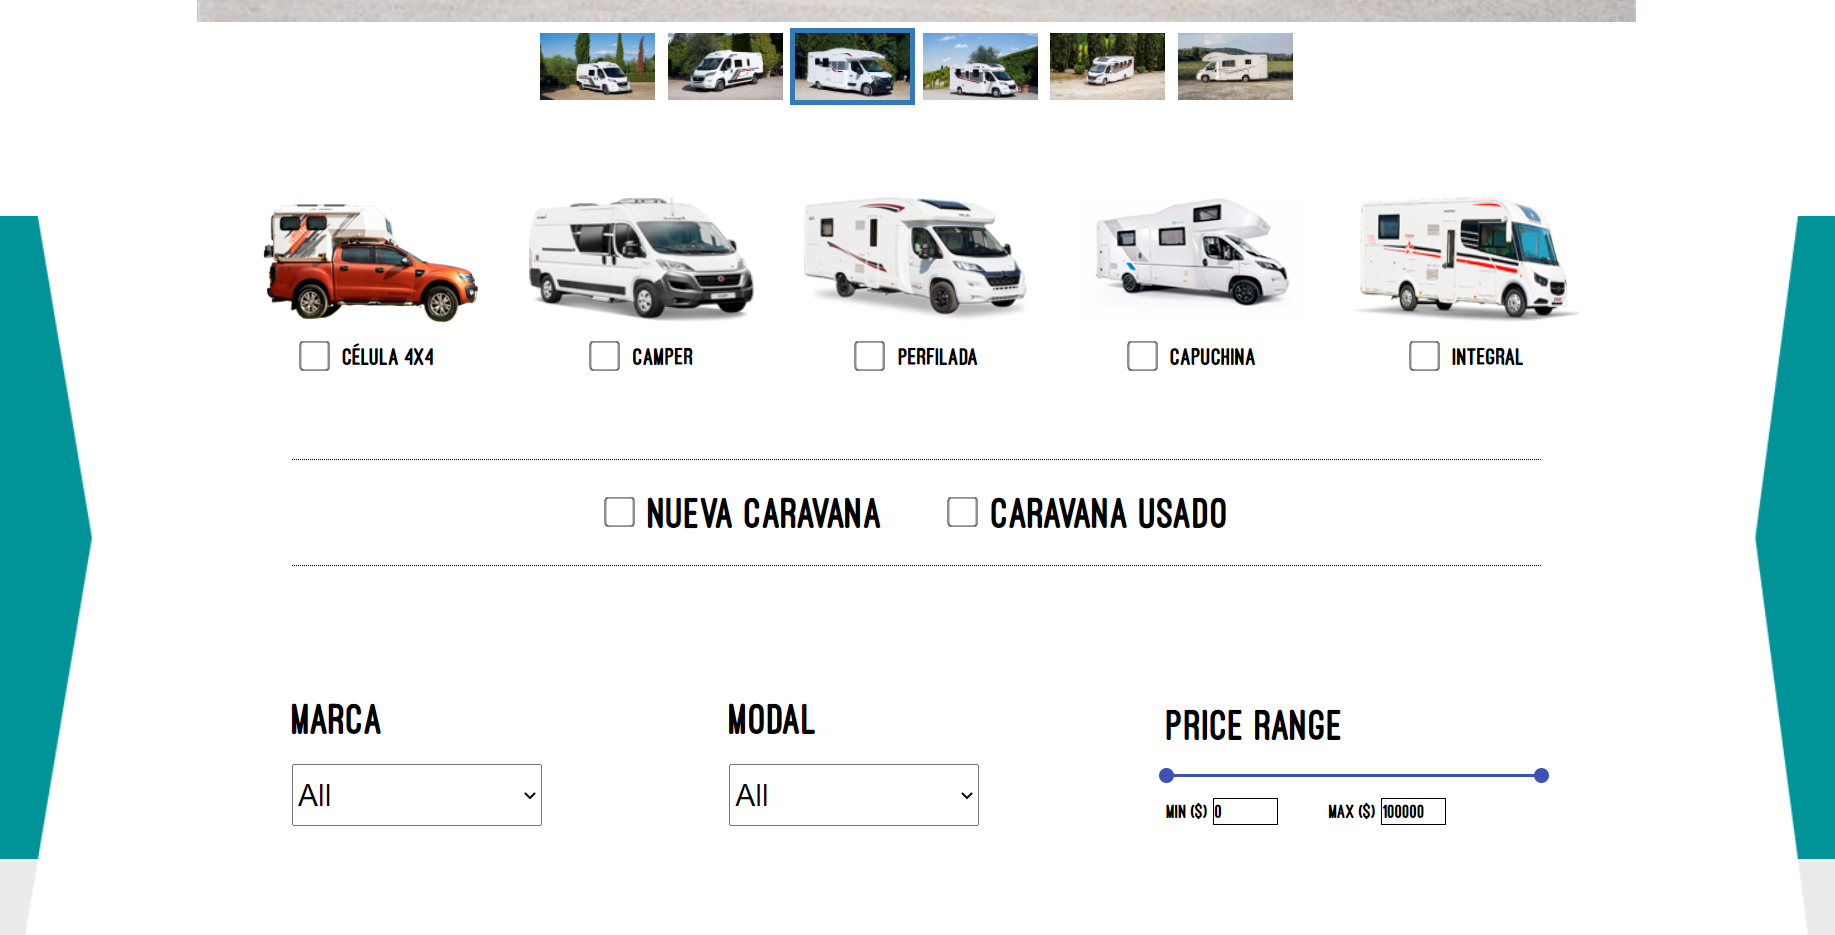 CÉLULA 4X4
CAMPER
PERFILADA
CAPUCHINA
INTEGRAL
NUEVA CARAVANA
CARAVANA USADO
MARCA
MODAL
PRICE RANGE
All
All
MIN ($) 0
MAX ($) 100000